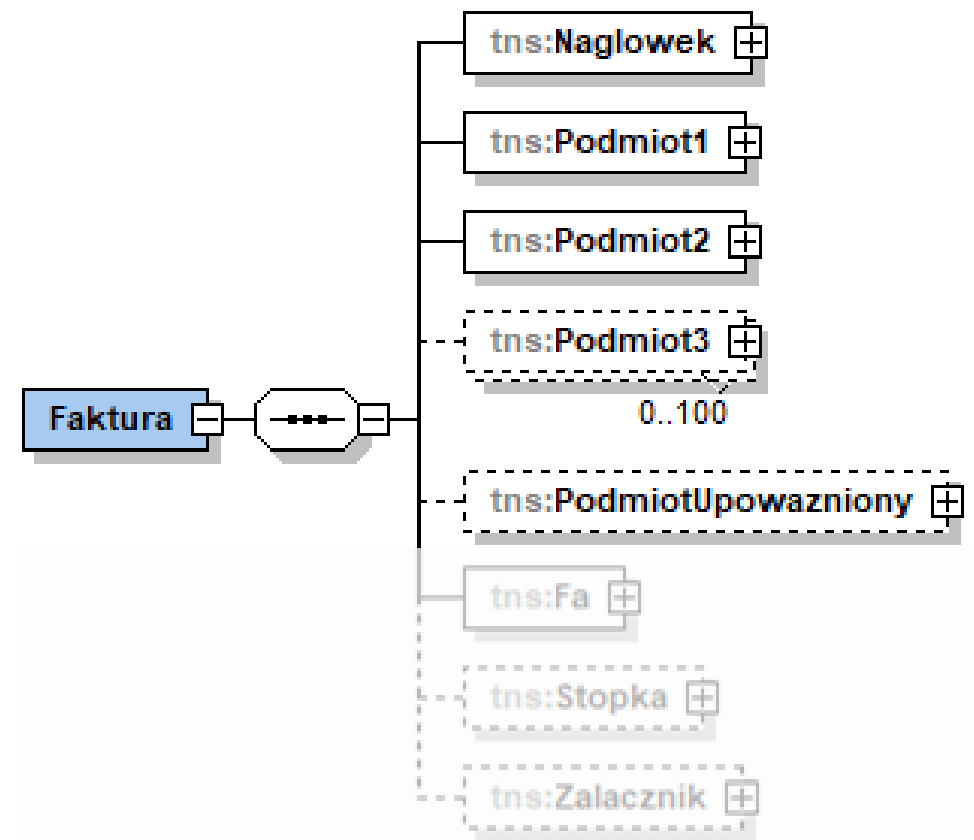 tns:Naglowek
tns:Podmiot1
tns:Podmiot2
tns:Podmiot3
0..100
Faktura
tns:PodmiotUpowazniony
tns:Fa
tns:Stopka
tns:Zalacznik